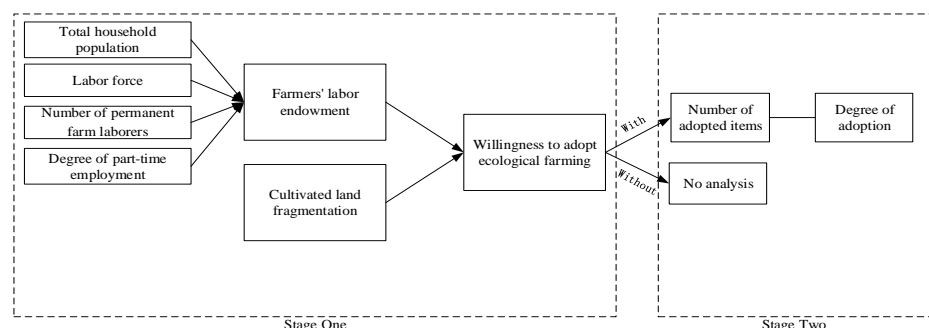 Total household
population
Labor force
Number of permanent
farm laborers
Degree of part-time
employment
Farmers' labor
endowment
Cultivated land
fragmentation
Willingness to adopt
ecological farming
With
Without
Number of
adopted items
Degree of
adoption
No analysis
Stage One
Stage Two